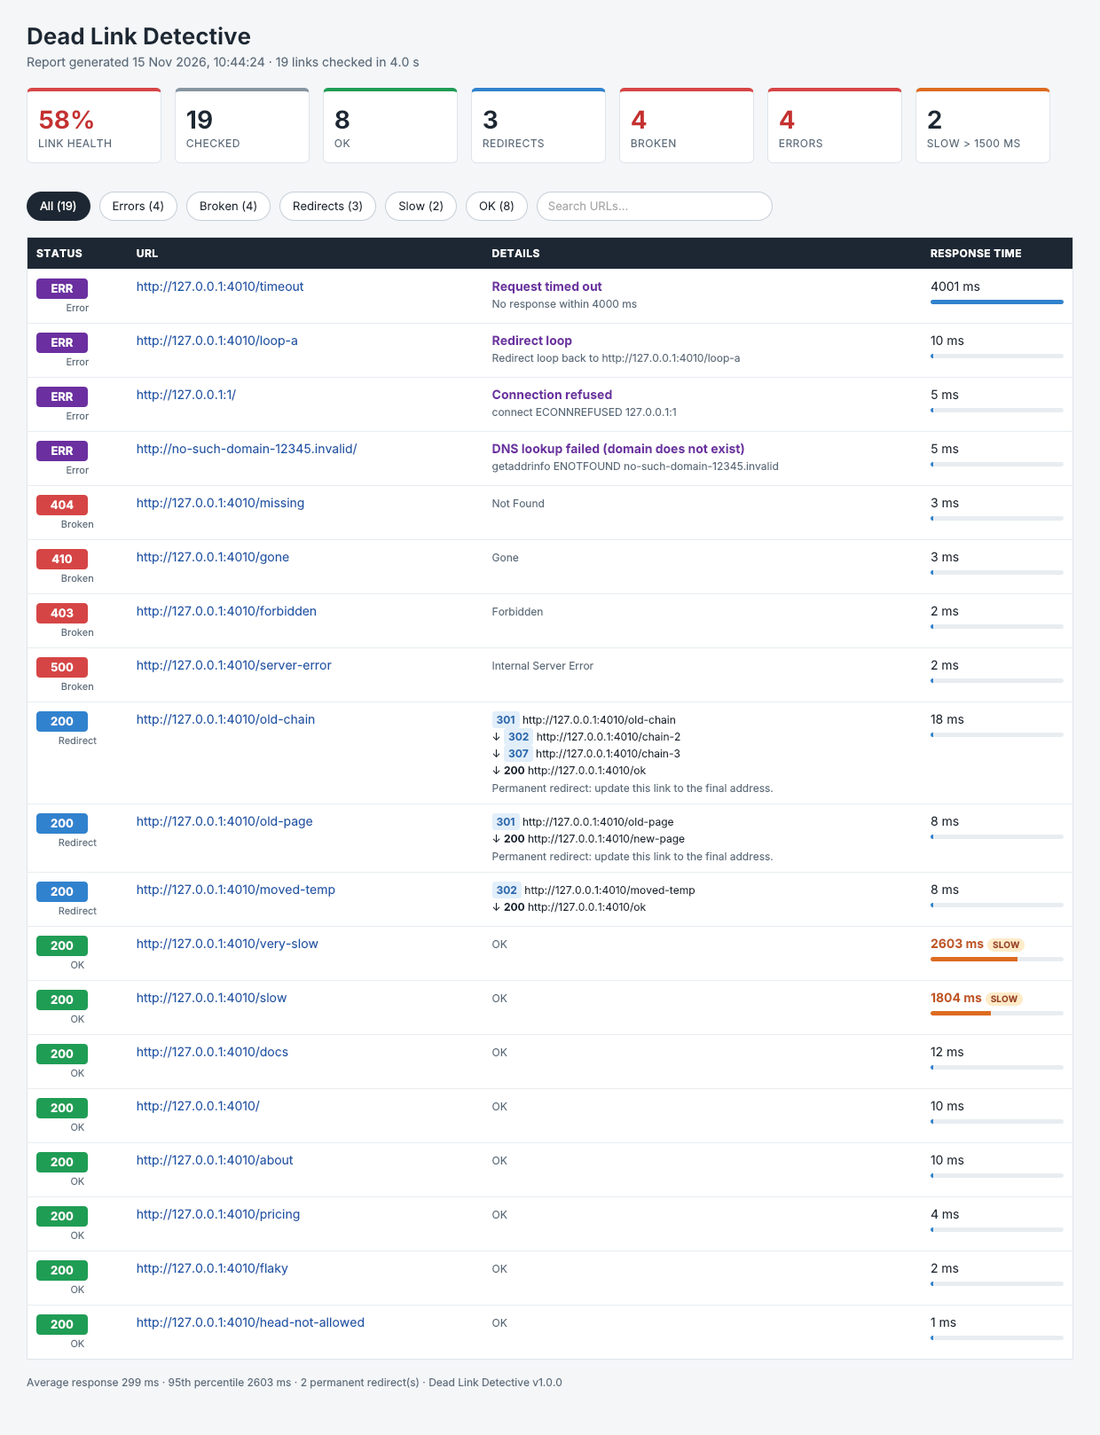 Dead Link Detective
Report generated 15 Nov 2026, 10:44:24 · 19 links checked in 4.0 s
58% 19 8 3 4 4 2
LINK HEALTH CHECKED OK REDIRECTS BROKEN ERRORS SLOW > 1500 MS
All (19) Errors (4) Broken (4) Redirects (3) Slow (2) OK (8) Search URLs...
STATUS URL DETAILS RESPONSE TIME
ERR http://127.0.0.1:4010/timeout Request timed out 4001 ms
Error No response within 4000 ms
ERR http://127.0.0.1:4010/loop-a Redirect loop 10 ms
Error Redirect loop back to http://127.0.0.1:4010/loop-a
ERR http://127.0.0.1:1/ Connection refused 5 ms
Error connect ECONNREFUSED 127.0.0.1:1
ERR http://no-such-domain-12345.invalid/ DNS lookup failed (domain does not exist) 5 ms
Error getaddrinfo ENOTFOUND no-such-domain-12345.invalid
404 http://127.0.0.1:4010/missing Not Found 3 ms
Broken
410 http://127.0.0.1:4010/gone Gone 3 ms
Broken
403 http://127.0.0.1:4010/forbidden Forbidden 2 ms
Broken
500 http://127.0.0.1:4010/server-error Internal Server Error 2 ms
Broken
200 http://127.0.0.1:4010/old-chain 301 http://127.0.0.1:4010/old-chain 18 ms
Redirect ↓ 302 http://127.0.0.1:4010/chain-2
↓ 307 http://127.0.0.1:4010/chain-3
↓ 200 http://127.0.0.1:4010/ok
Permanent redirect: update this link to the final address.
200 http://127.0.0.1:4010/old-page 301 http://127.0.0.1:4010/old-page 8 ms
Redirect ↓ 200 http://127.0.0.1:4010/new-page
Permanent redirect: update this link to the final address.
200 http://127.0.0.1:4010/moved-temp 302 http://127.0.0.1:4010/moved-temp 8 ms
Redirect ↓ 200 http://127.0.0.1:4010/ok
200 http://127.0.0.1:4010/very-slow OK 2603 ms SLOW
OK
200 http://127.0.0.1:4010/slow OK 1804 ms SLOW
OK
200 http://127.0.0.1:4010/docs OK 12 ms
OK
200 http://127.0.0.1:4010/ OK 10 ms
OK
200 http://127.0.0.1:4010/about OK 10 ms
OK
200 http://127.0.0.1:4010/pricing OK 4 ms
OK
200 http://127.0.0.1:4010/flaky OK 2 ms
OK
200 http://127.0.0.1:4010/head-not-allowed OK 1 ms
OK
Average response 299 ms · 95th percentile 2603 ms · 2 permanent redirect(s) · Dead Link Detective v1.0.0